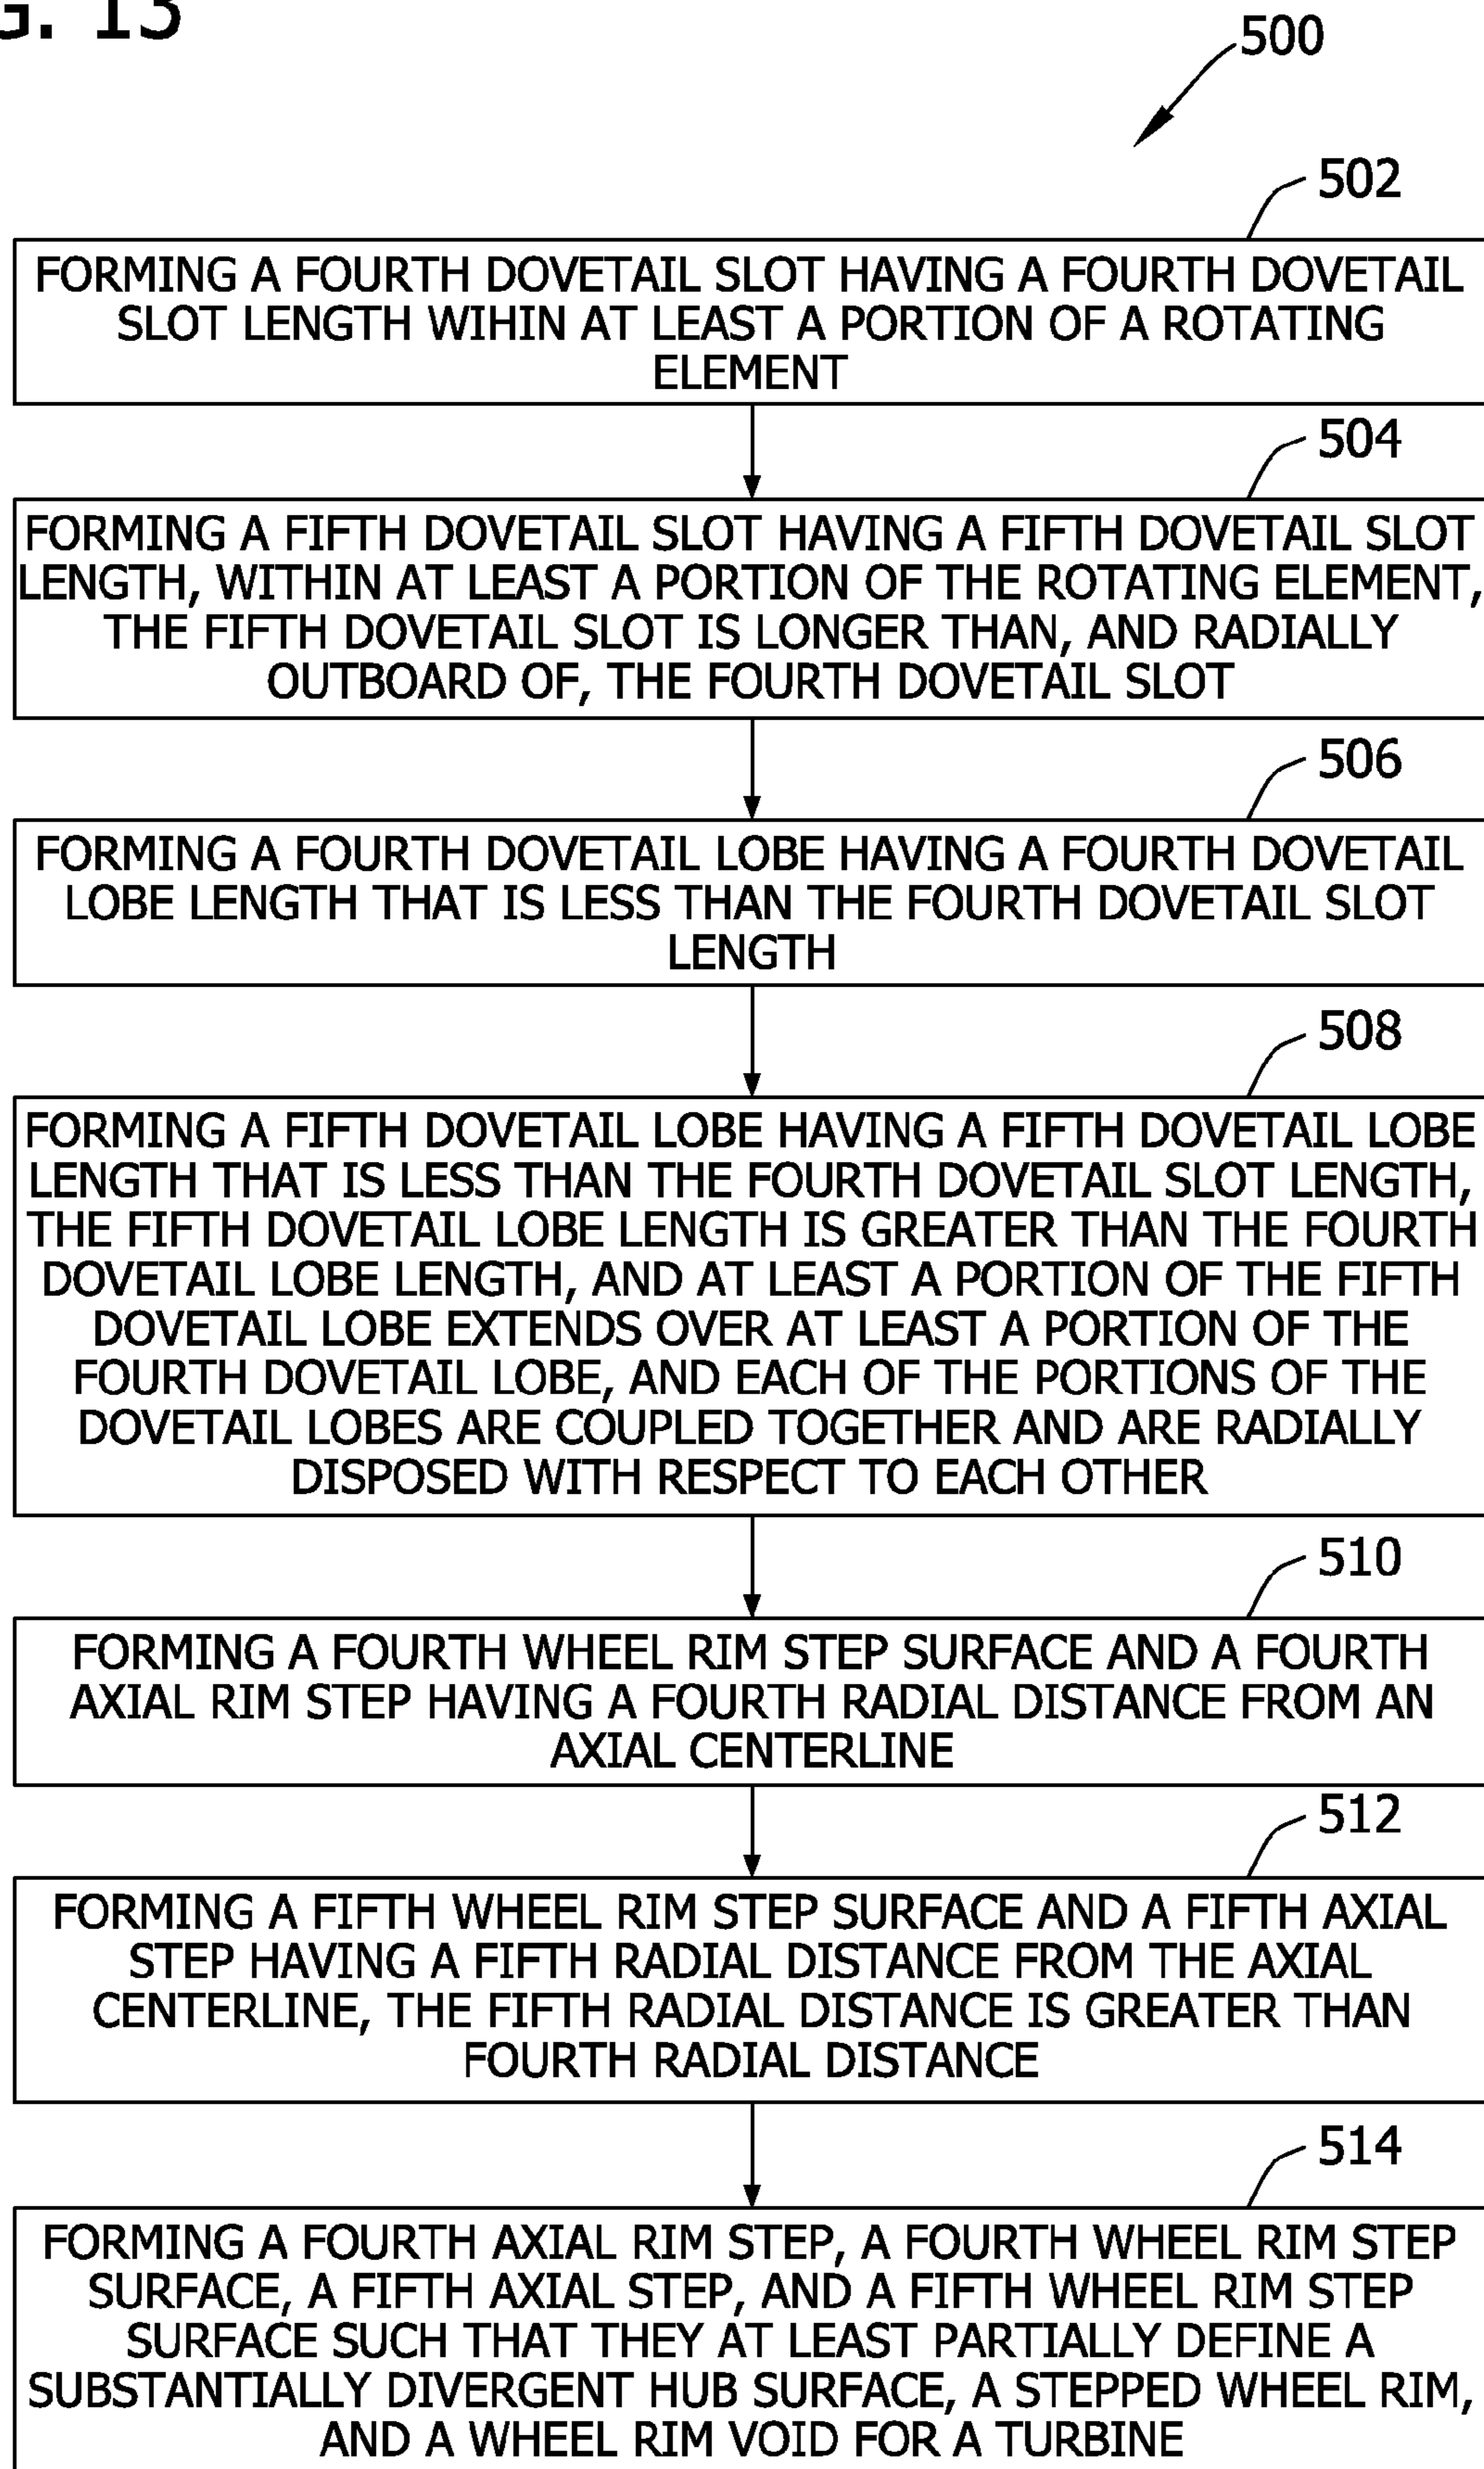 G. 13
500
502
FORMING A FOURTH DOVETAIL SLOT HAVING A FOURTH DOVETAIL
SLOT LENGTH WIHIN AT LEAST A PORTION OF A ROTATING
ELEMENT
504
FORMING A FIFTH DOVETAIL SLOT HAVING A FIFTH DOVETAIL SLOT
LENGTH, WITHIN AT LEAST A PORTION OF THE ROTATING ELEMENT,
THE FIFTH DOVETAIL SLOT IS LONGER THAN, AND RADIALLY
OUTBOARD OF, THE FOURTH DOVETAIL SLOT
506
FORMING A FOURTH DOVETAIL LOBE HAVING A FOURTH DOVETAIL
LOBE LENGTH THAT IS LESS THAN THE FOURTH DOVETAIL SLOT
LENGTH
508
FORMING A FIFTH DOVETAIL LOBE HAVING A FIFTH DOVETAIL LOBE
LENGTH THAT IS LESS THAN THE FOURTH DOVETAIL SLOT LENGTH,
THE FIFTH DOVETAIL LOBE LENGTH IS GREATER THAN THE FOURTH
DOVETAIL LOBE LENGTH, AND AT LEAST A PORTION OF THE FIFTH
DOVETAIL LOBE EXTENDS OVER AT LEAST A PORTION OF THE
FOURTH DOVETAIL LOBE, AND EACH OF THE PORTIONS OF THE
DOVETAIL LOBES ARE COUPLED TOGETHER AND ARE RADIALLY
DISPOSED WITH RESPECT TO EACH OTHER
510
FORMING A FOURTH WHEEL RIM STEP SURFACE AND A FOURTH
AXIAL RIM STEP HAVING A FOURTH RADIAL DISTANCE FROM AN
AXIAL CENTERLINE
512
FORMING A FIFTH WHEEL RIM STEP SURFACE AND A FIFTH AXIAL
STEP HAVING A FIFTH RADIAL DISTANCE FROM THE AXIAL
CENTERLINE, THE FIFTH RADIAL DISTANCE IS GREATER THAN
FOURTH RADIAL DISTANCE
514
FORMING A FOURTH AXIAL RIM STEP, A FOURTH WHEEL RIM STEP
SURFACE, A FIFTH AXIAL STEP, AND A FIFTH WHEEL RIM STEP
SURFACE SUCH THAT THEY AT LEAST PARTIALLY DEFINE A
SUBSTANTIALLY DIVERGENT HUB SURFACE, A STEPPED WHEEL RIM,
AND A WHEEL RIM VOID FOR A TURBINE